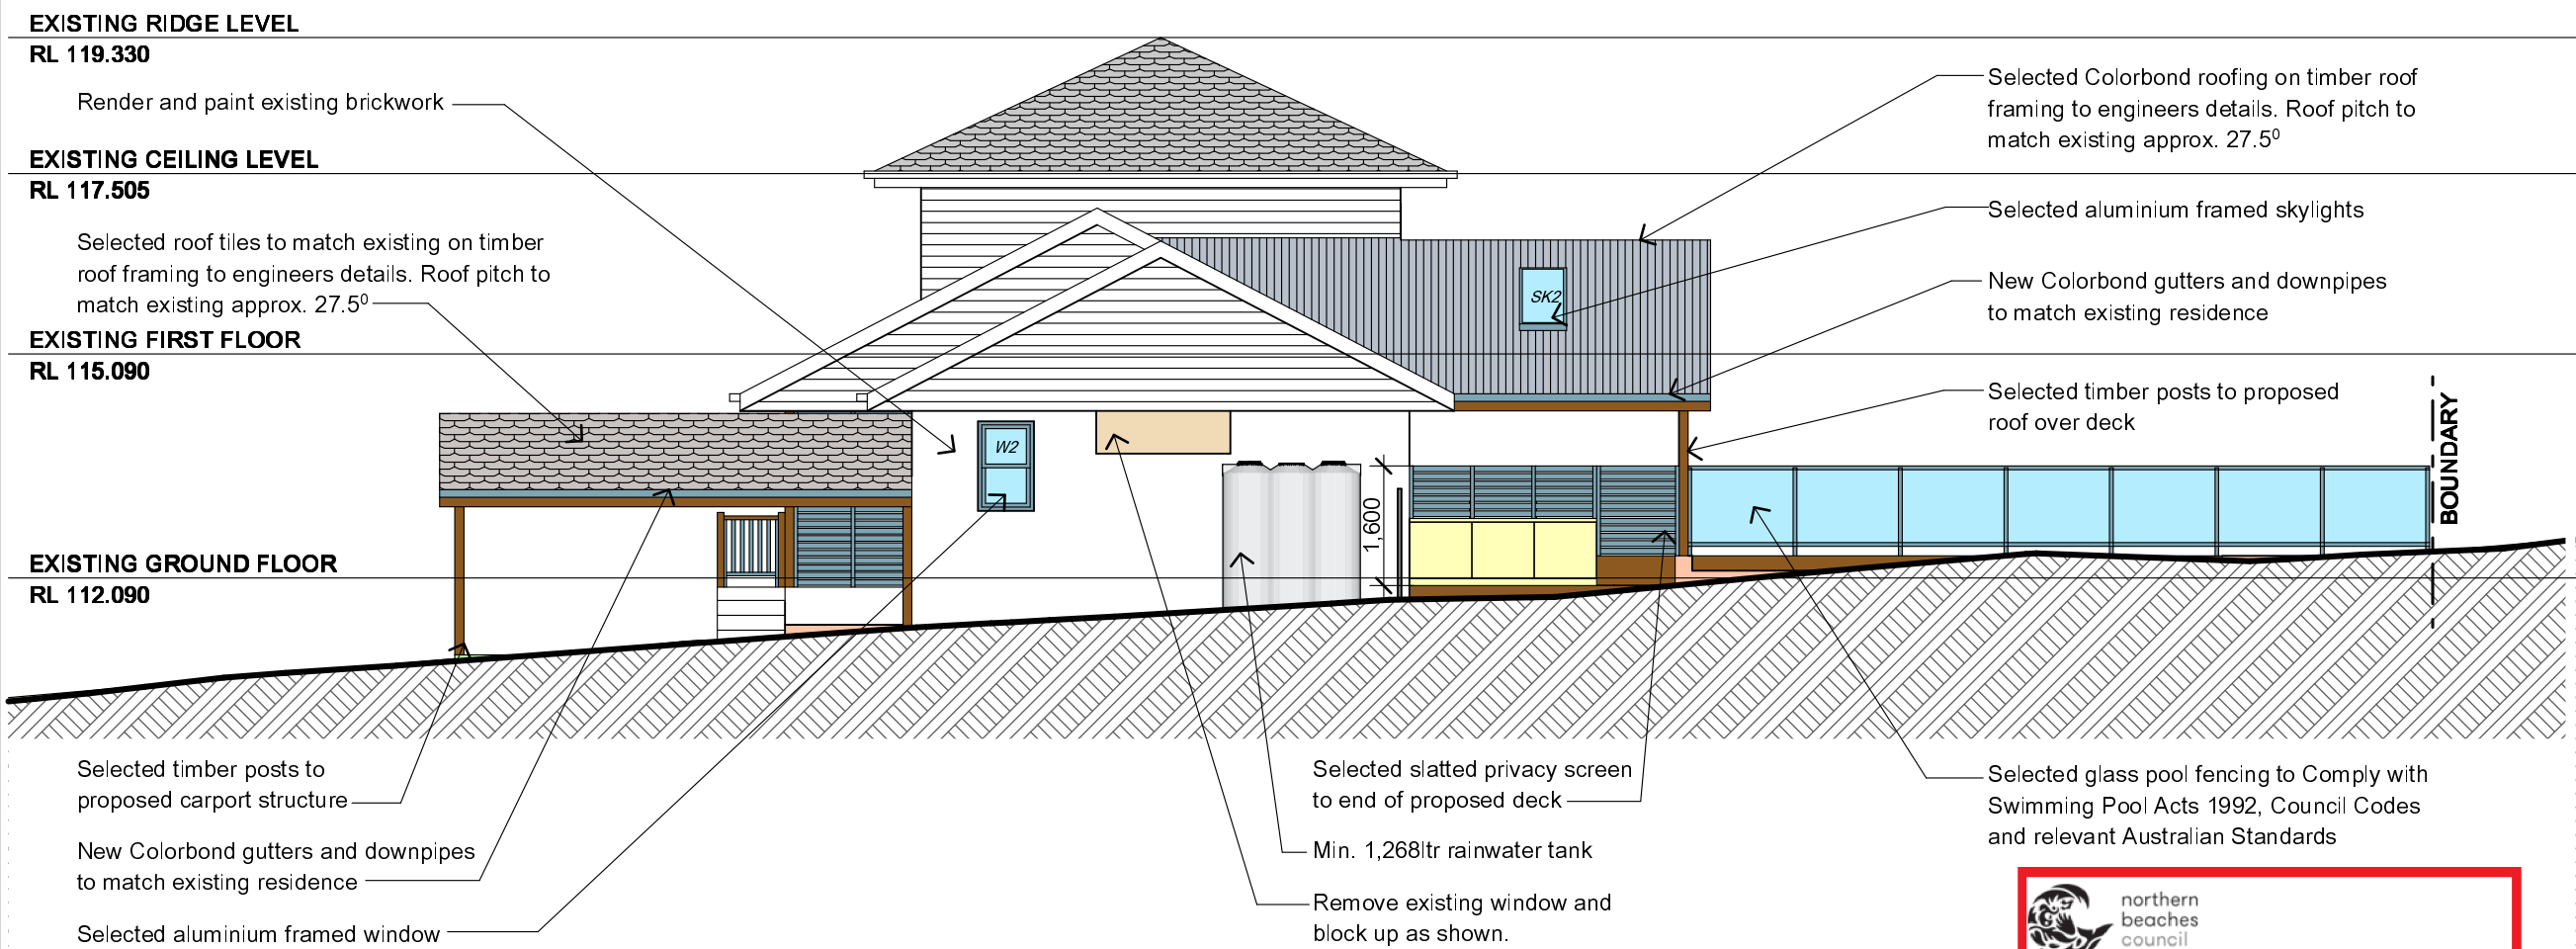 EXISTING RIDGE LEVEL
RL 119.330
Render and paint existing brickwork
EXISTING CEILING LEVEL
RL 117.505
Selected roof tiles to match existing on timber
roof framing to engineers details. Roof pitch to
match existing approx. 27.5⁰
EXISTING FIRST FLOOR
RL 115.090
EXISTING GROUND FLOOR
RL 112.090
Selected Colorbond roofing on timber roof
framing to engineers details. Roof pitch to
match existing approx. 27.5⁰
Selected aluminium framed skylights
New Colorbond gutters and downpipes
to match existing residence
Selected timber posts to proposed
roof over deck
SK2
W2
1,600
BOUNDARY
Selected timber posts to
proposed carport structure
New Colorbond gutters and downpipes
to match existing residence
Selected aluminium framed window
Selected slatted privacy screen
to end of proposed deck
Min. 1,268ltr rainwater tank
Remove existing window and
block up as shown.
Selected glass pool fencing to Comply with
Swimming Pool Acts 1992, Council Codes
and relevant Australian Standards
northern
beaches
council